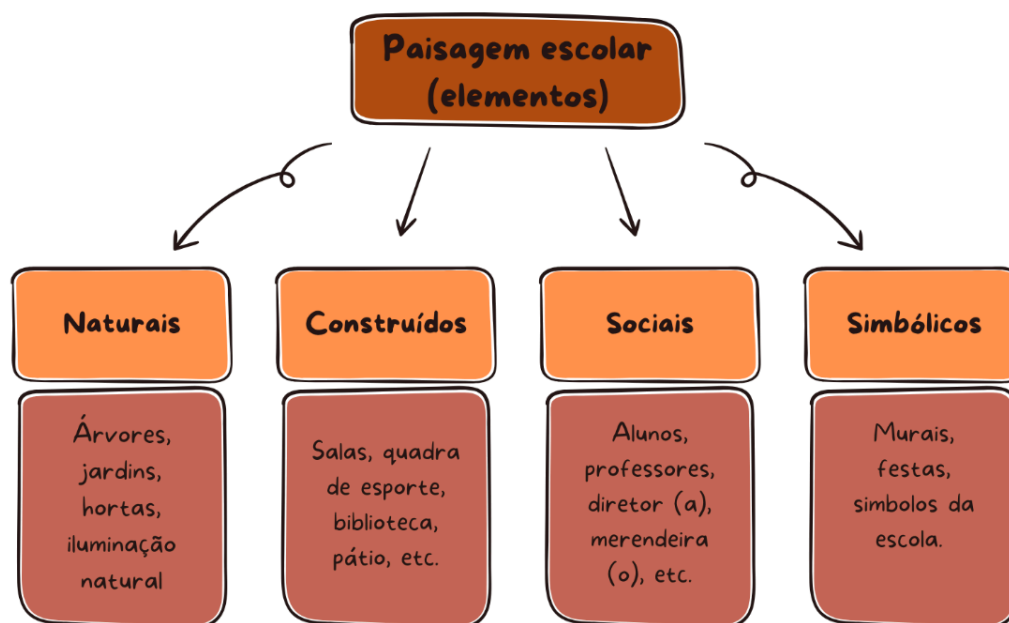 Paisagem escolar
(elementos)
Naturais
Construídos
Sociais
Simbólicos
Árvores,
jardins,
hortas,
iluminação
natural
Salas, quadra
de esporte,
biblioteca,
pátio, etc.
Alunos,
professores,
diretor (a),
merendeira
(o), etc.
Murais,
festas,
simbolos da
escola.